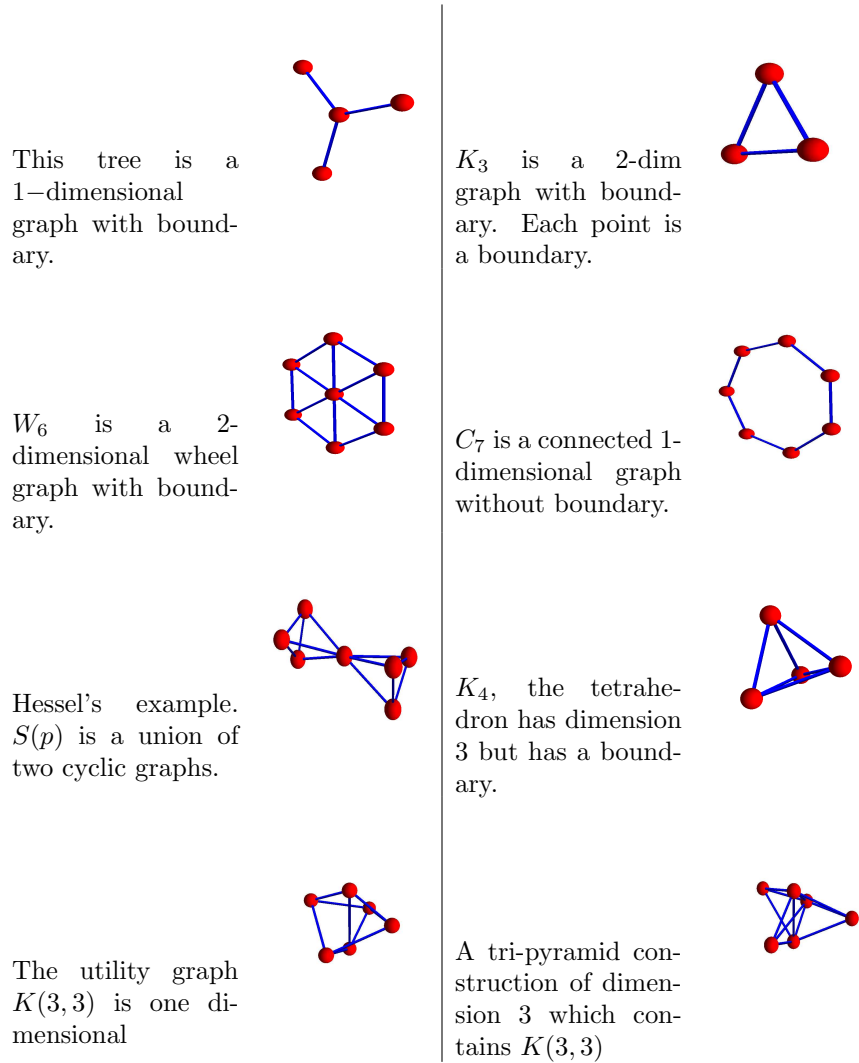 This tree is a
1−dimensional
graph with bound-
ary.
K₃ is a 2-dim
graph with bound-
ary. Each point is
a boundary.
W₆ is a 2-
dimensional wheel
graph with bound-
ary.
C₇ is a connected 1-
dimensional graph
without boundary.
Hessel's example.
S(p) is a union of
two cyclic graphs.
K₄, the tetrahe-
dron has dimension
3 but has a bound-
ary.
The utility graph
K(3, 3) is one di-
mensional
A tri-pyramid con-
struction of dimen-
sion 3 which con-
tains K(3, 3)